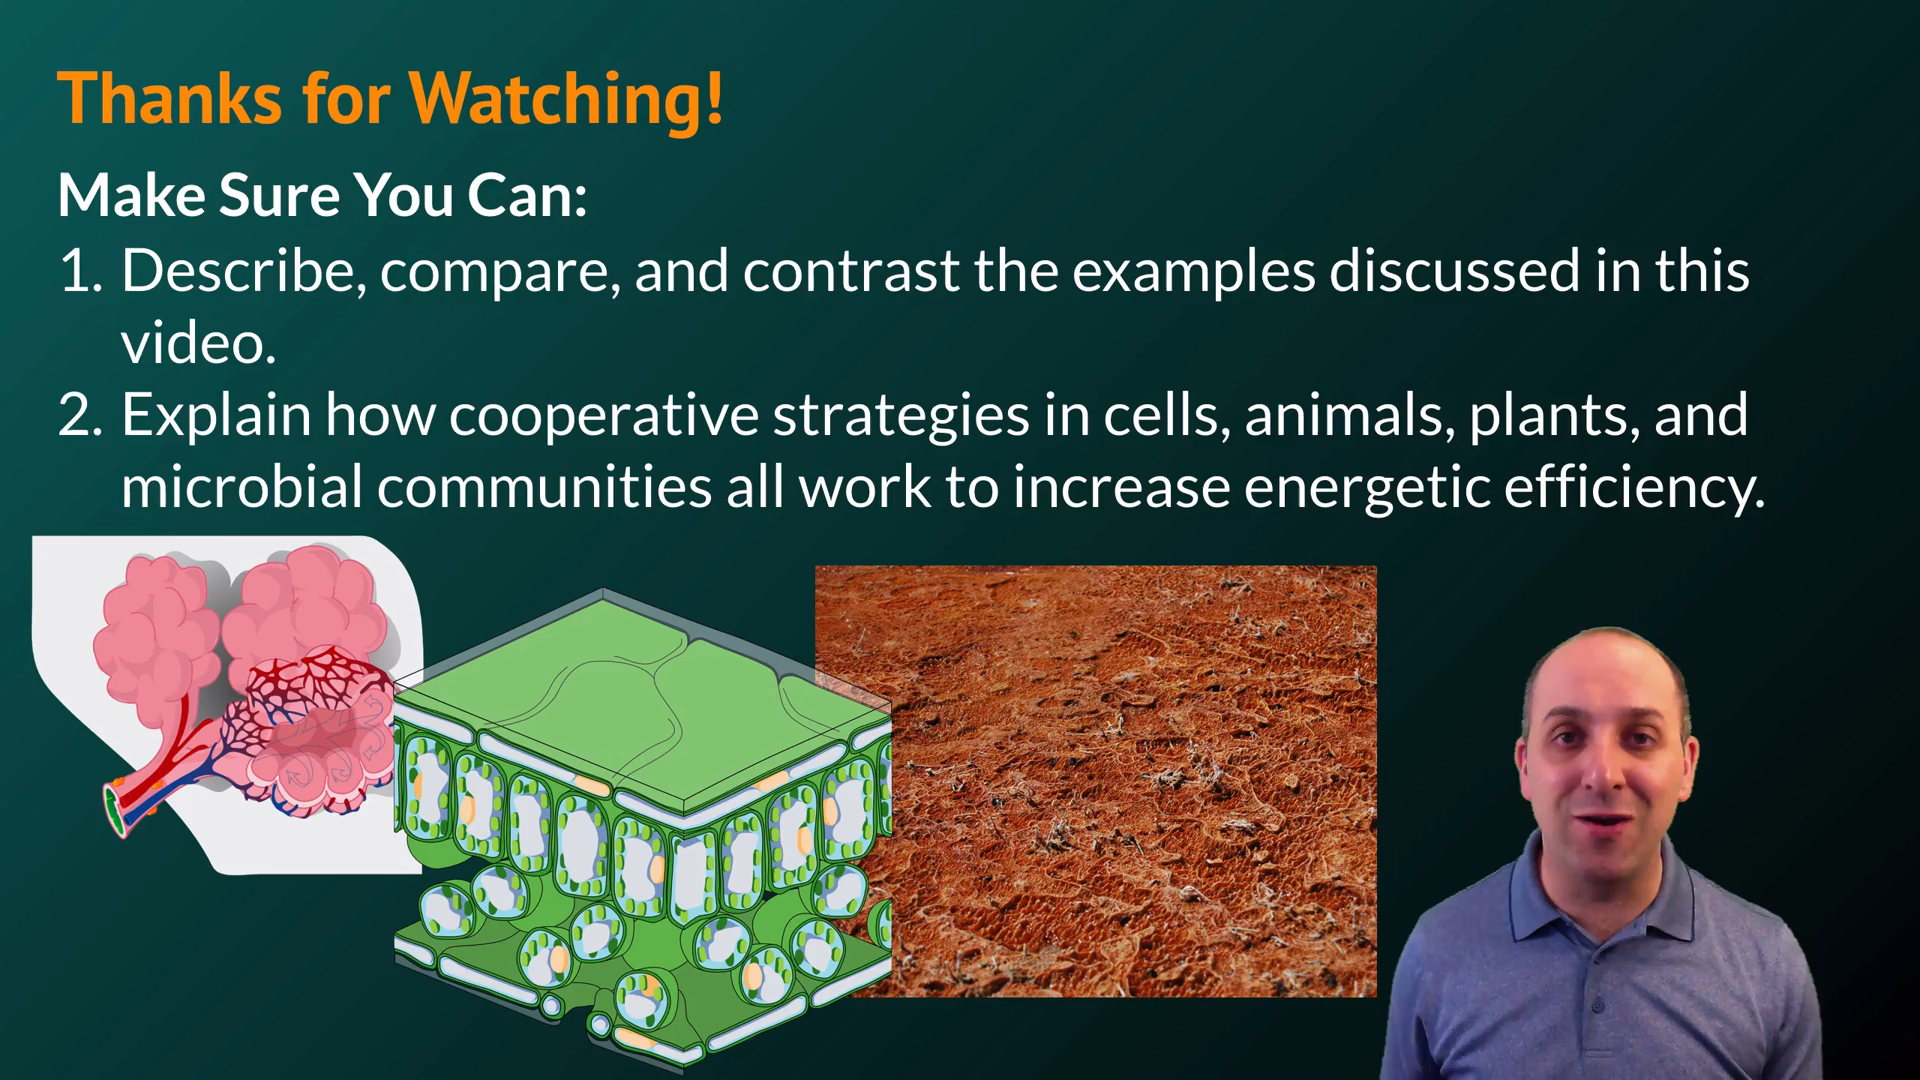 Thanks for Watching!
Make Sure You Can:
1. Describe, compare, and contrast the examples discussed in this
video.
2. Explain how cooperative strategies in cells, animals, plants, and
microbial communities all work to increase energetic efficiency.